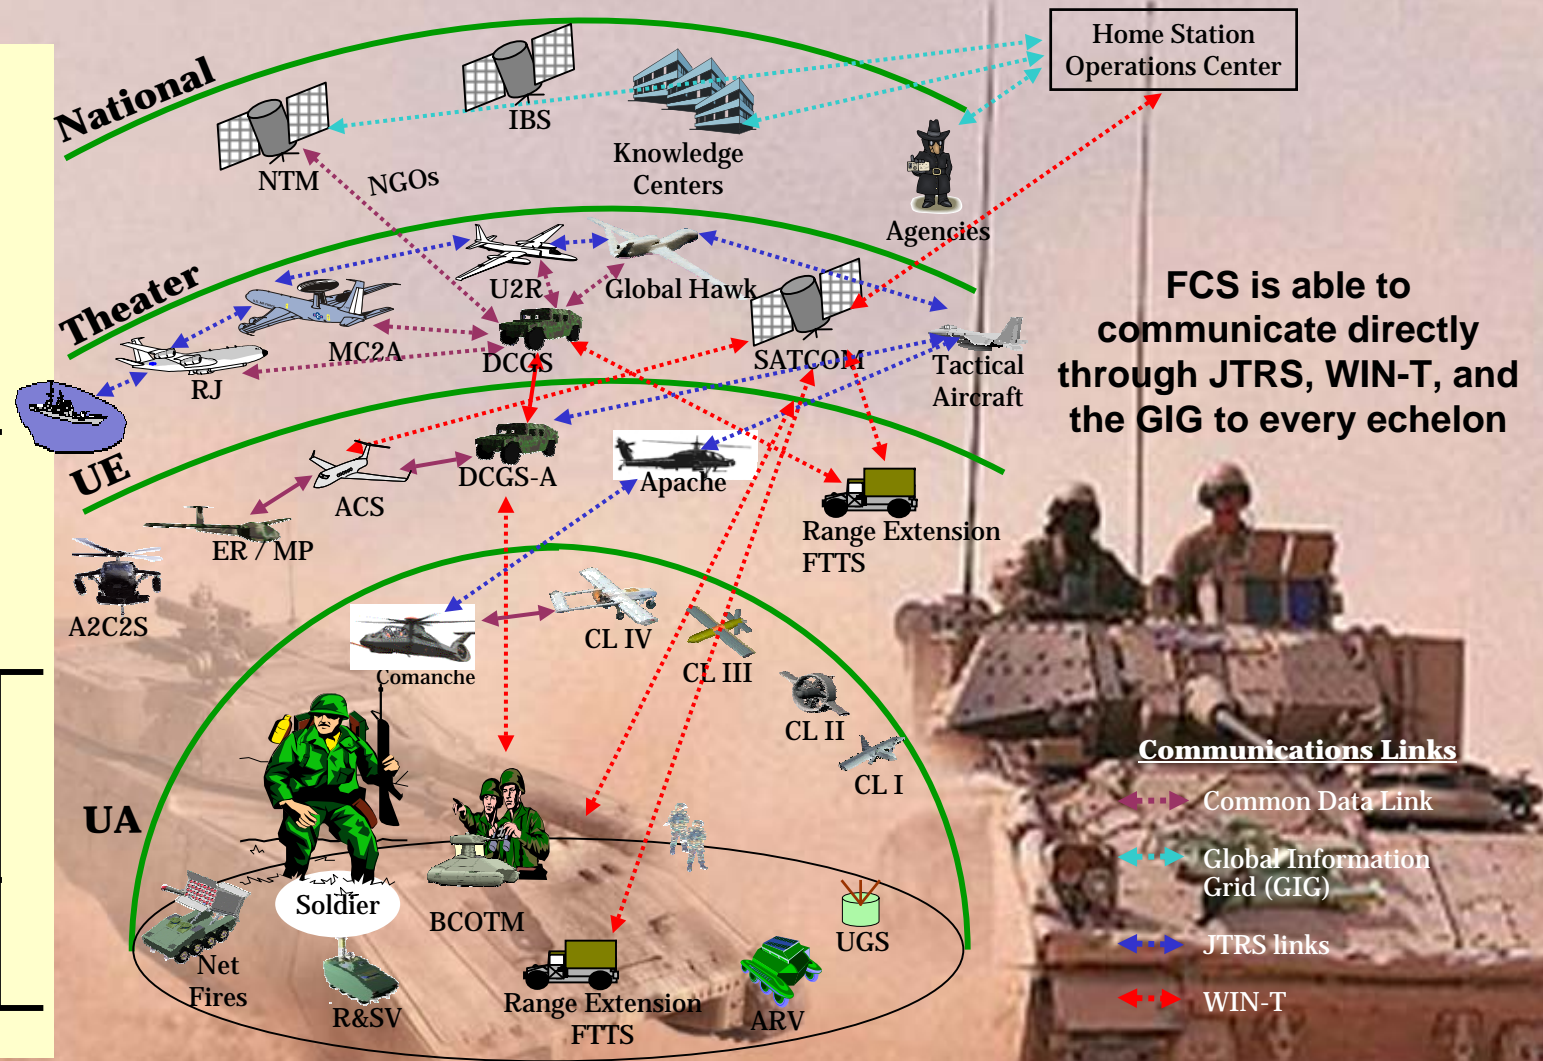 Home Station
Operations Center
National
IBS
NTM
NGOs
Knowledge
Centers
Agencies
Theater
U2R
Global Hawk
MC2A
DCGS
SATCOM
Tactical
Aircraft
RJ
FCS is able to
communicate directly
through JTRS, WIN-T, and
the GIG to every echelon
UE
ACS
DCGS-A
Apache
Range Extension
FTTS
ER / MP
A2C2S
CL IV
Comanche
CL III
CL II
CL I
UA
Soldier
BCOTM
UGS
Net
Fires
R&SV
Range Extension
FTTS
ARV
Communications Links
Common Data Link
Global Information
Grid (GIG)
JTRS links
WIN-T